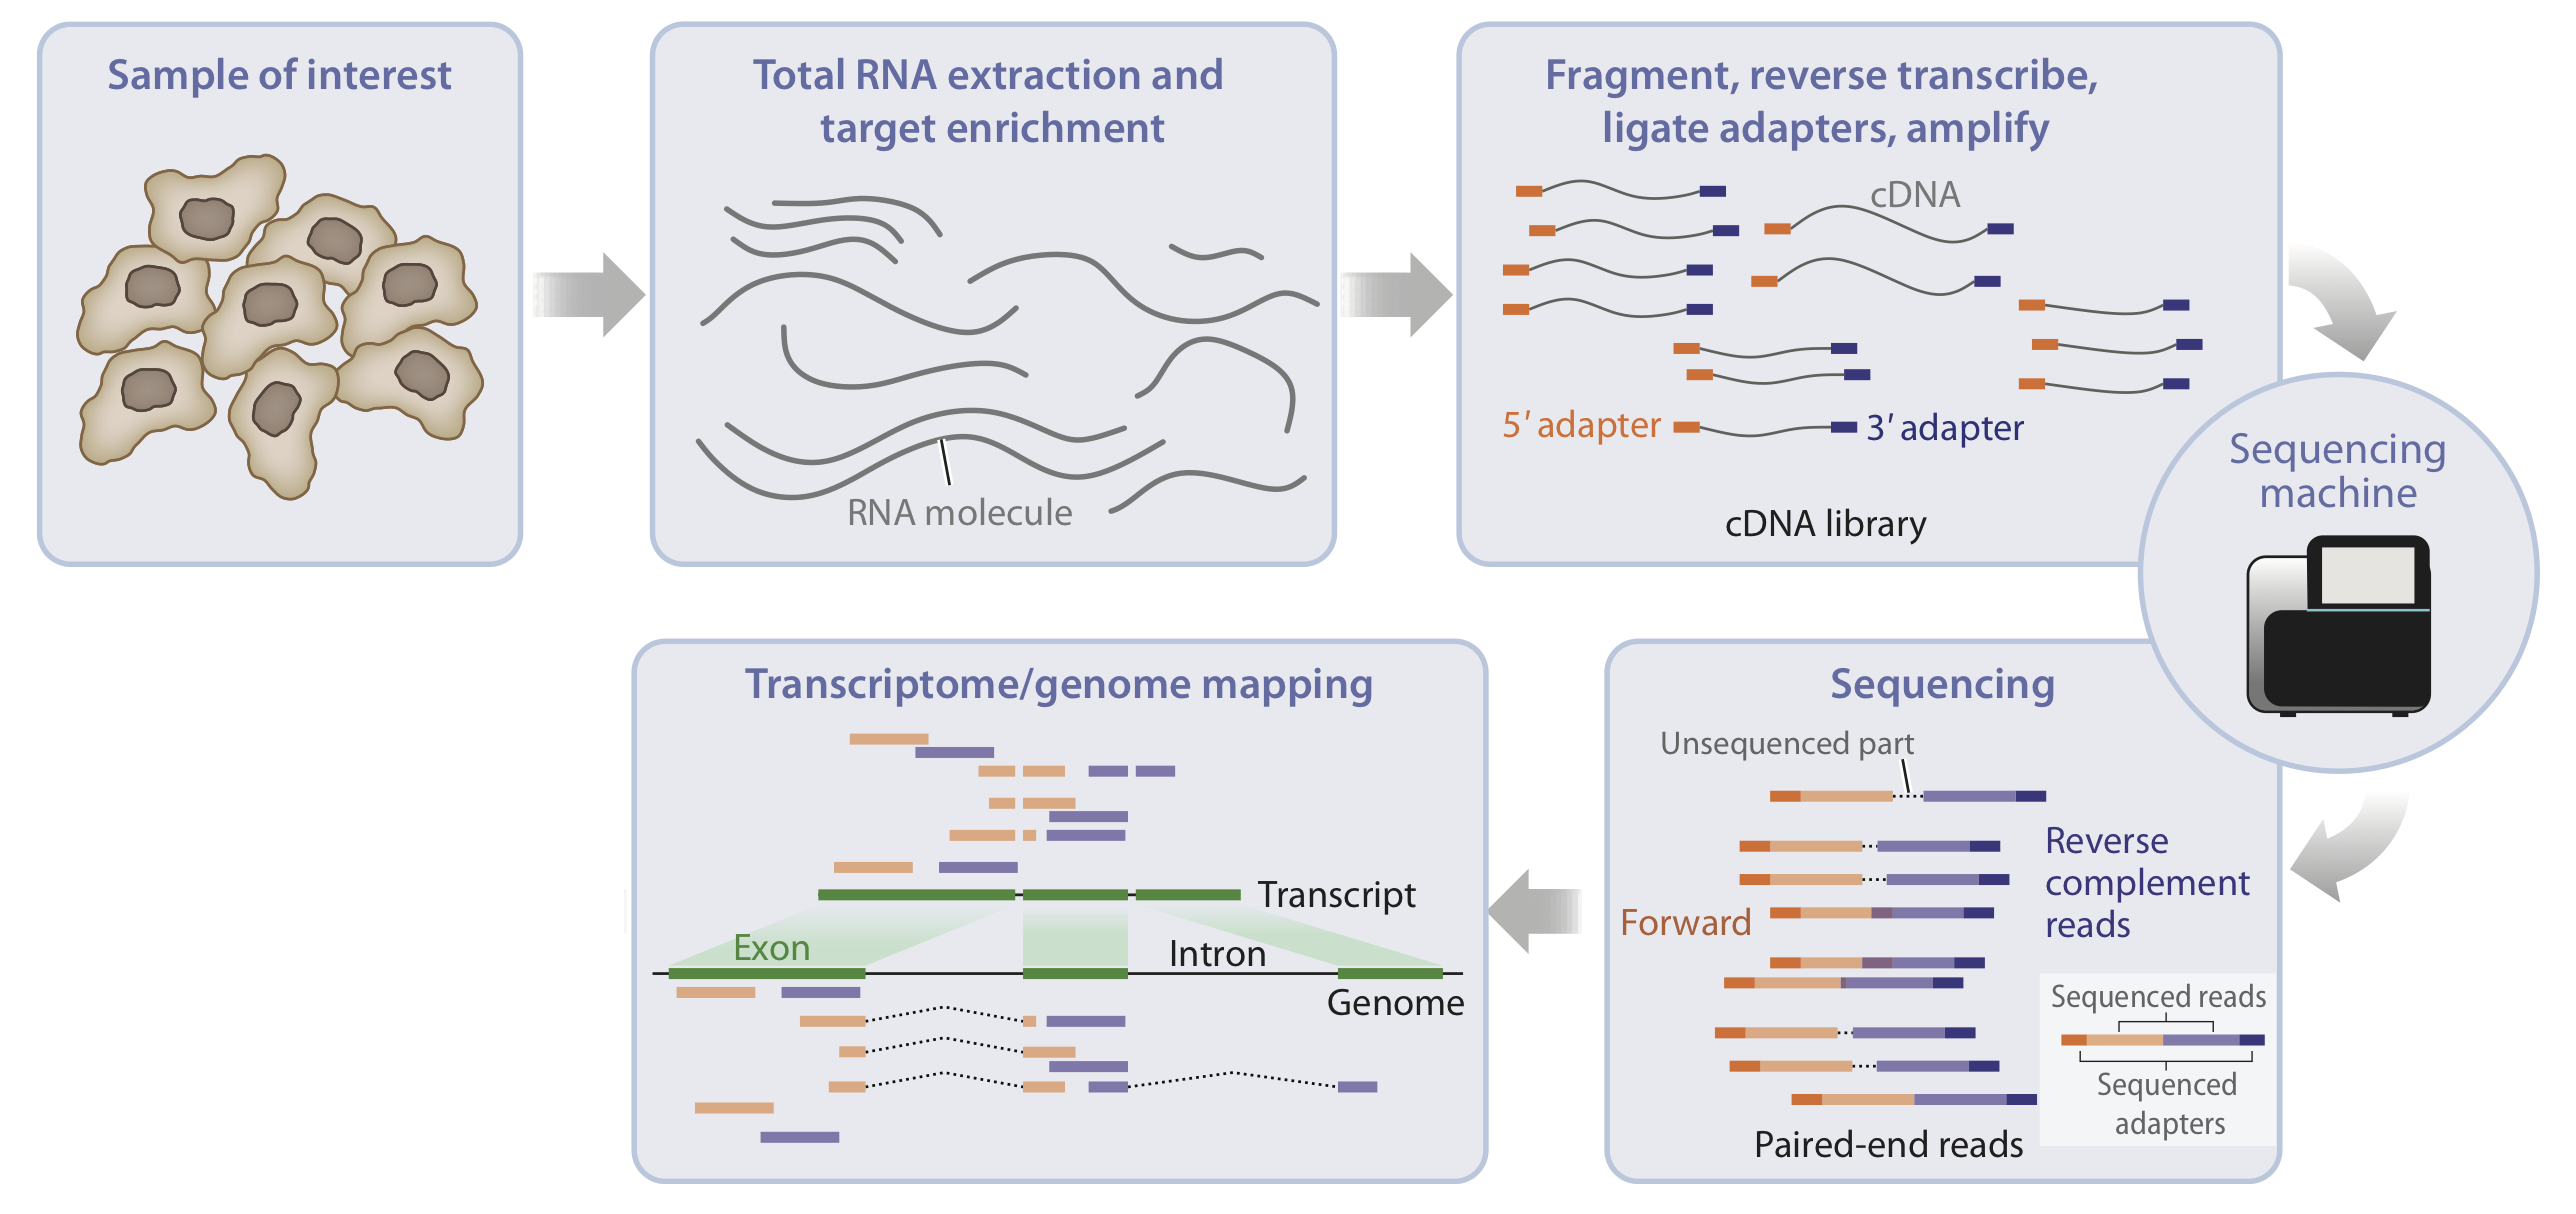 Sample of interest
Total RNA extraction and
target enrichment
RNA molecule
Fragment, reverse transcribe,
ligate adapters, amplify
cDNA
5′ adapter
3′ adapter
cDNA library
Sequencing
machine
Sequencing
Unsequenced part
Reverse
complement
reads
Forward
Sequenced reads
Sequenced
adapters
Paired-end reads
Transcriptome/genome mapping
Transcript
Exon
Intron
Genome